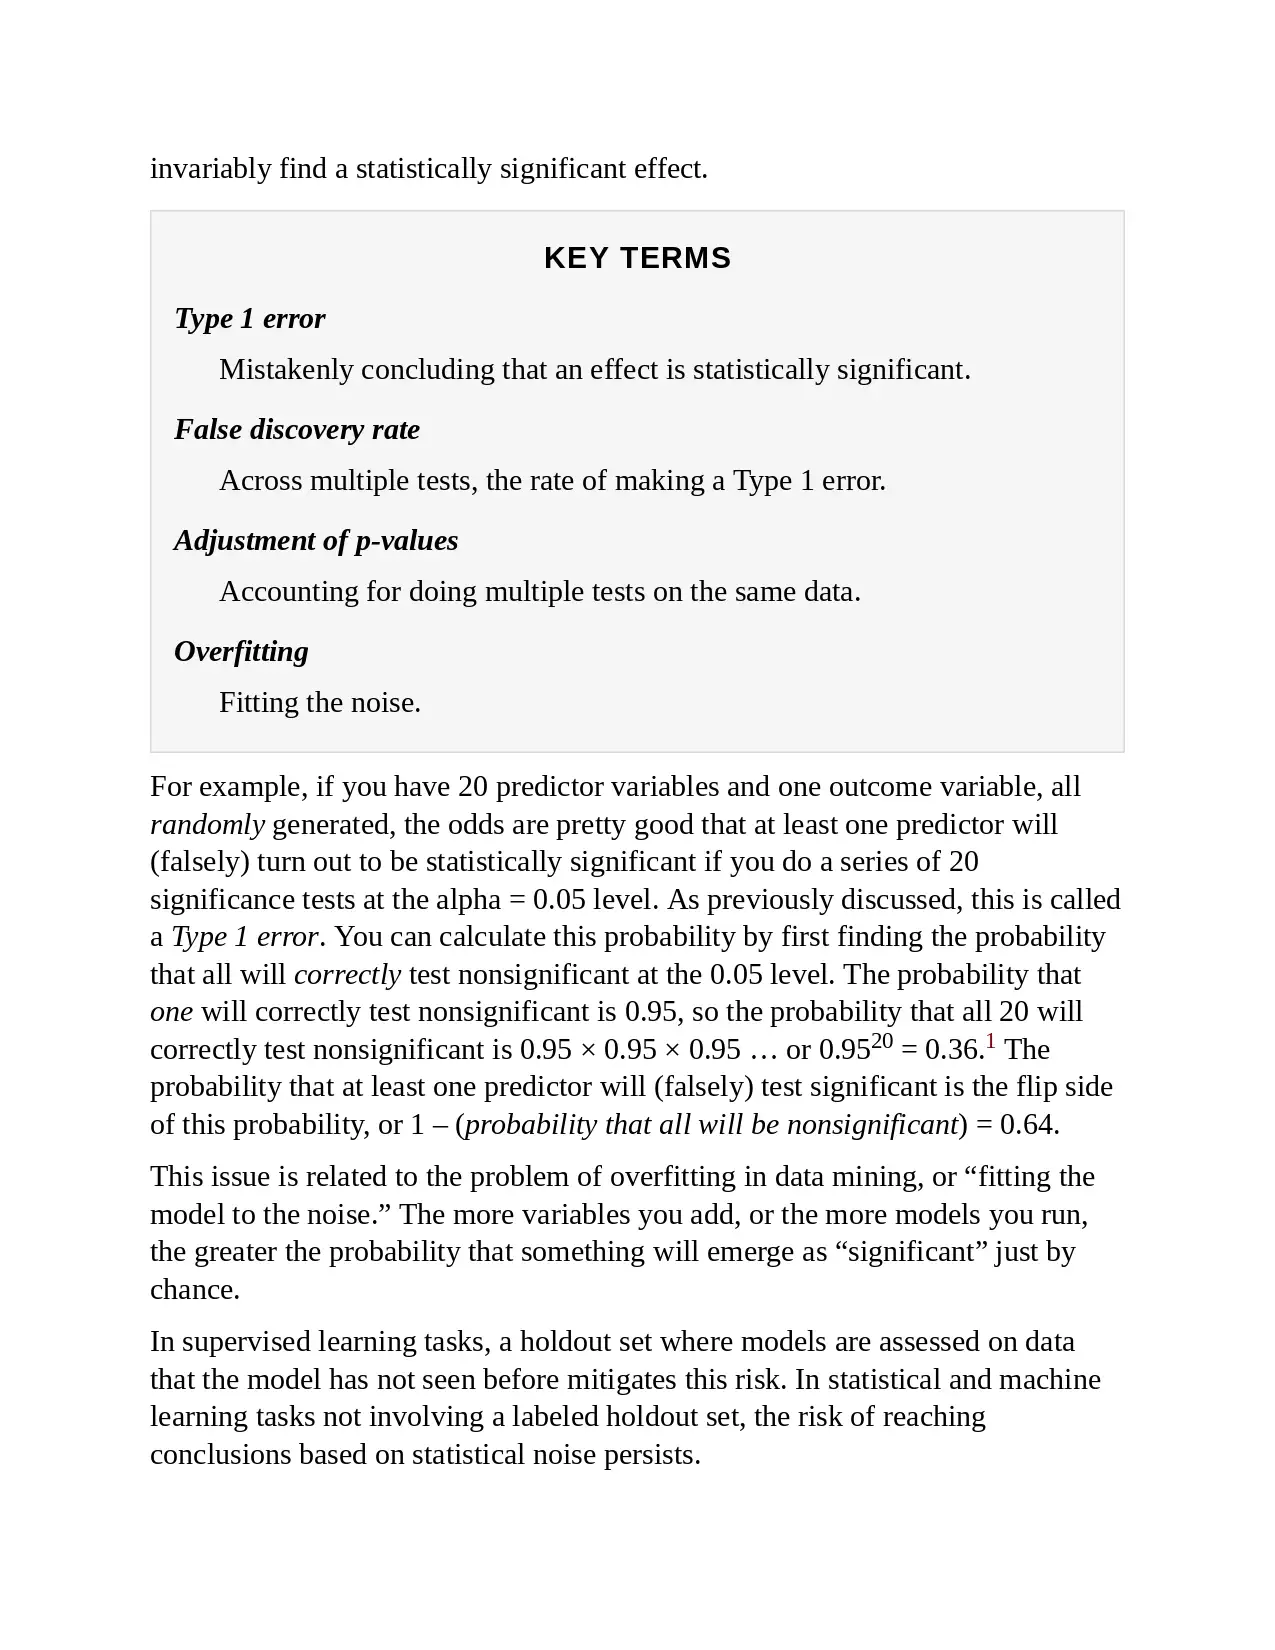 invariably find a statistically significant effect.
KEY TERMS
Type 1 error
Mistakenly concluding that an effect is statistically significant.
False discovery rate
Across multiple tests, the rate of making a Type 1 error.
Adjustment of p-values
Accounting for doing multiple tests on the same data.
Overfitting
Fitting the noise.
For example, if you have 20 predictor variables and one outcome variable, all
randomly generated, the odds are pretty good that at least one predictor will
(falsely) turn out to be statistically significant if you do a series of 20
significance tests at the alpha = 0.05 level. As previously discussed, this is called
a Type 1 error. You can calculate this probability by first finding the probability
that all will correctly test nonsignificant at the 0.05 level. The probability that
one will correctly test nonsignificant is 0.95, so the probability that all 20 will
correctly test nonsignificant is 0.95 × 0.95 × 0.95 … or 0.95²⁰ = 0.36.¹ The
probability that at least one predictor will (falsely) test significant is the flip side
of this probability, or 1 – (probability that all will be nonsignificant) = 0.64.
This issue is related to the problem of overfitting in data mining, or “fitting the
model to the noise.” The more variables you add, or the more models you run,
the greater the probability that something will emerge as “significant” just by
chance.
In supervised learning tasks, a holdout set where models are assessed on data
that the model has not seen before mitigates this risk. In statistical and machine
learning tasks not involving a labeled holdout set, the risk of reaching
conclusions based on statistical noise persists.